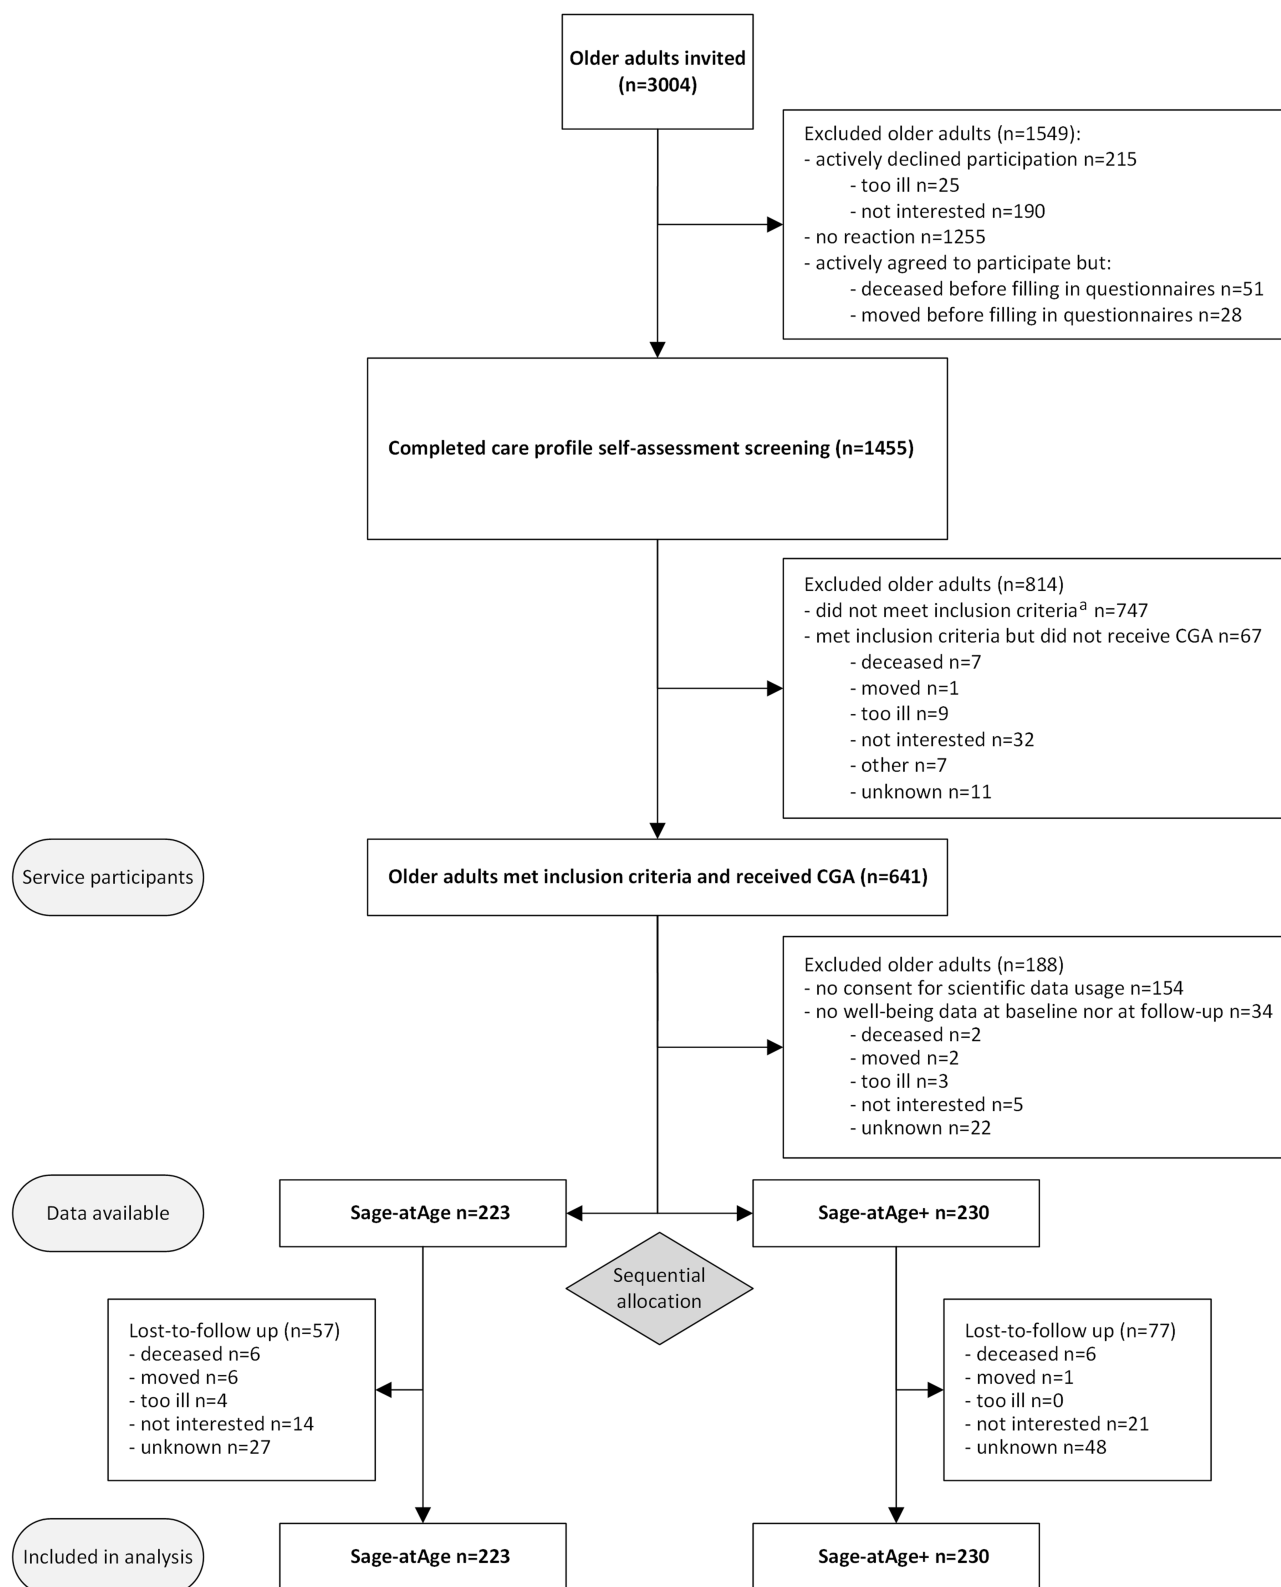 Older adults invited
(n=3004)
Excluded older adults (n=1549):
- actively declined participation n=215
- too ill n=25
- not interested n=190
- no reaction n=1255
- actively agreed to participate but:
- deceased before filling in questionnaires n=51
- moved before filling in questionnaires n=28
Completed care profile self-assessment screening (n=1455)
Excluded older adults (n=814)
- did not meet inclusion criteriaᵃ n=747
- met inclusion criteria but did not receive CGA n=67
- deceased n=7
- moved n=1
- too ill n=9
- not interested n=32
- other n=7
- unknown n=11
Service participants
Older adults met inclusion criteria and received CGA (n=641)
Excluded older adults (n=188)
- no consent for scientific data usage n=154
- no well-being data at baseline nor at follow-up n=34
- deceased n=2
- moved n=2
- too ill n=3
- not interested n=5
- unknown n=22
Data available
Sage-atAge n=223
Sage-atAge+ n=230
Sequential
allocation
Lost-to-follow up (n=57)
- deceased n=6
- moved n=6
- too ill n=4
- not interested n=14
- unknown n=27
Lost-to-follow up (n=77)
- deceased n=6
- moved n=1
- too ill n=0
- not interested n=21
- unknown n=48
Included in analysis
Sage-atAge n=223
Sage-atAge+ n=230